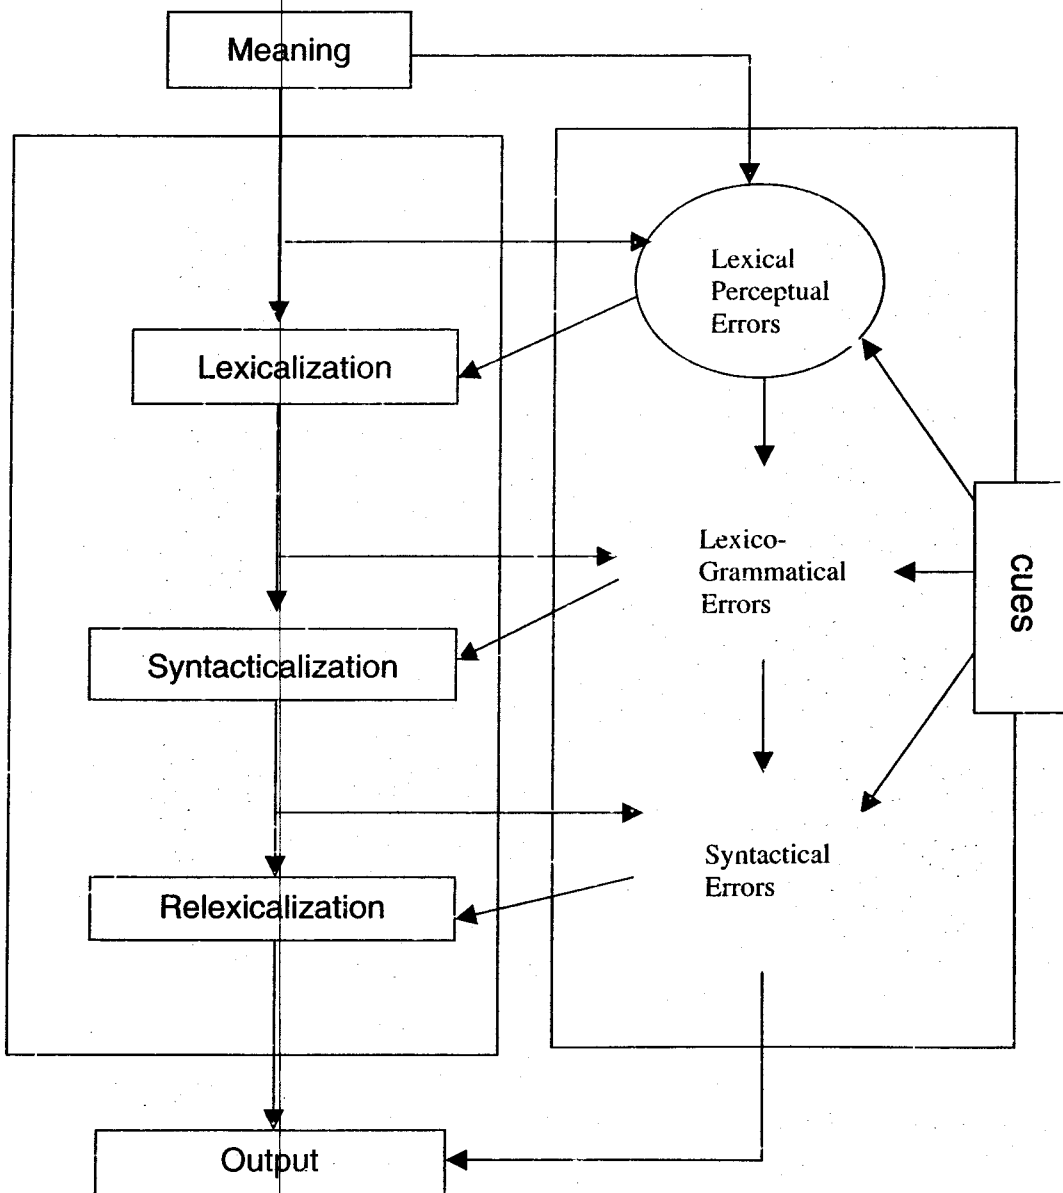 Meaning
Lexical
Perceptual
Errors
Lexicalization
Lexico-
Grammatical
Errors
cues
Syntacticalization
Syntactical
Errors
Relexicalization
Output